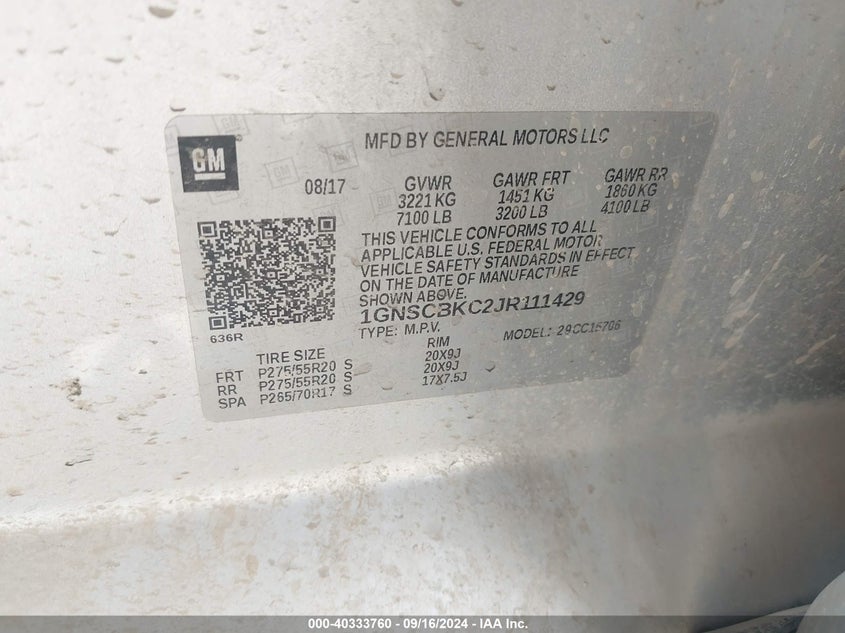 GM
MFD BY GENERAL MOTORS LLC
08/17 GVWR GAWR FRT GAWR RR
3221 KG 1451 KG 1860 KG
7100 LB 3200 LB 4100 LB
THIS VEHICLE CONFORMS TO ALL
APPLICABLE U.S. FEDERAL MOTOR
VEHICLE SAFETY STANDARDS IN EFFECT
ON THE DATE OF MANUFACTURE
SHOWN ABOVE.
1GNSCBKC2JR111429
TYPE: M.P.V. MODEL:
636R
TIRE SIZE RIM
FRT P275/55R20 S 20X9J
RR P275/55R20 S 20X9J
SPA P265/70R17 S 17X7.5J
000-40333760 - 09/16/2024 - IAA Inc.